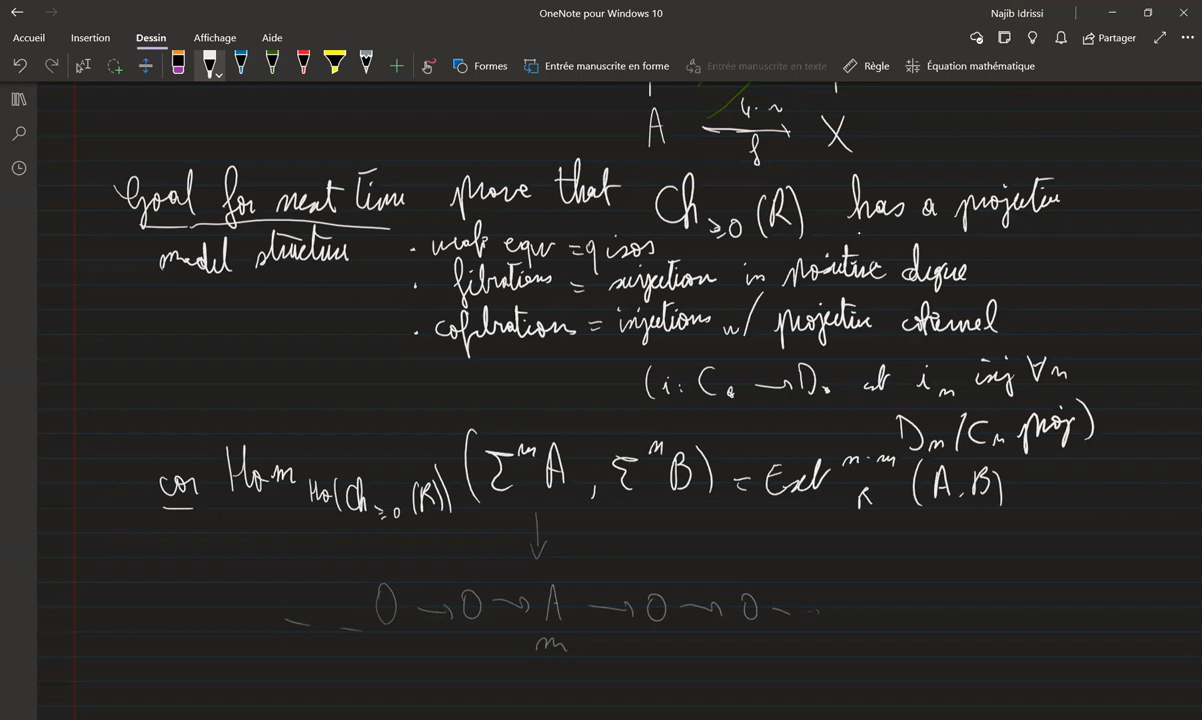 OneNote pour Windows 10
Najib Idrissi
Accueil Insertion Dessin Affichage Aide
Partager
Formes Entrée manuscrite en forme Entrée manuscrite en texte Règle Équation mathématique
A X
f
Goal for next time prove that Ch≥0(R) has a projective
model structure
· weak equ = qisos
· fibrations = surjection in positive degree
· cofibrations = injections w/ projective cokernel
(i: C• → D• st i_n inj ∀n
D_n/C_n proj)
cor Hom_Ho(Ch≥0(R)) (Σ^m A, Σ^n B) = Ext_R^{n-m} (A,B)
0 → 0 → A → 0 → 0
m